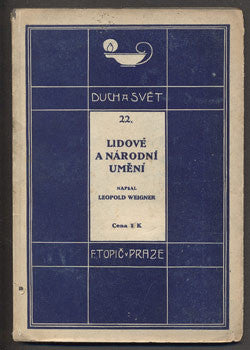 DUCH A SVĚT
22.
LIDOVÉ
A NÁRODNÍ
UMĚNÍ
NAPSAL
LEOPOLD WEIGNER
Cena 1 K
F. TOPIČ V PRAZE